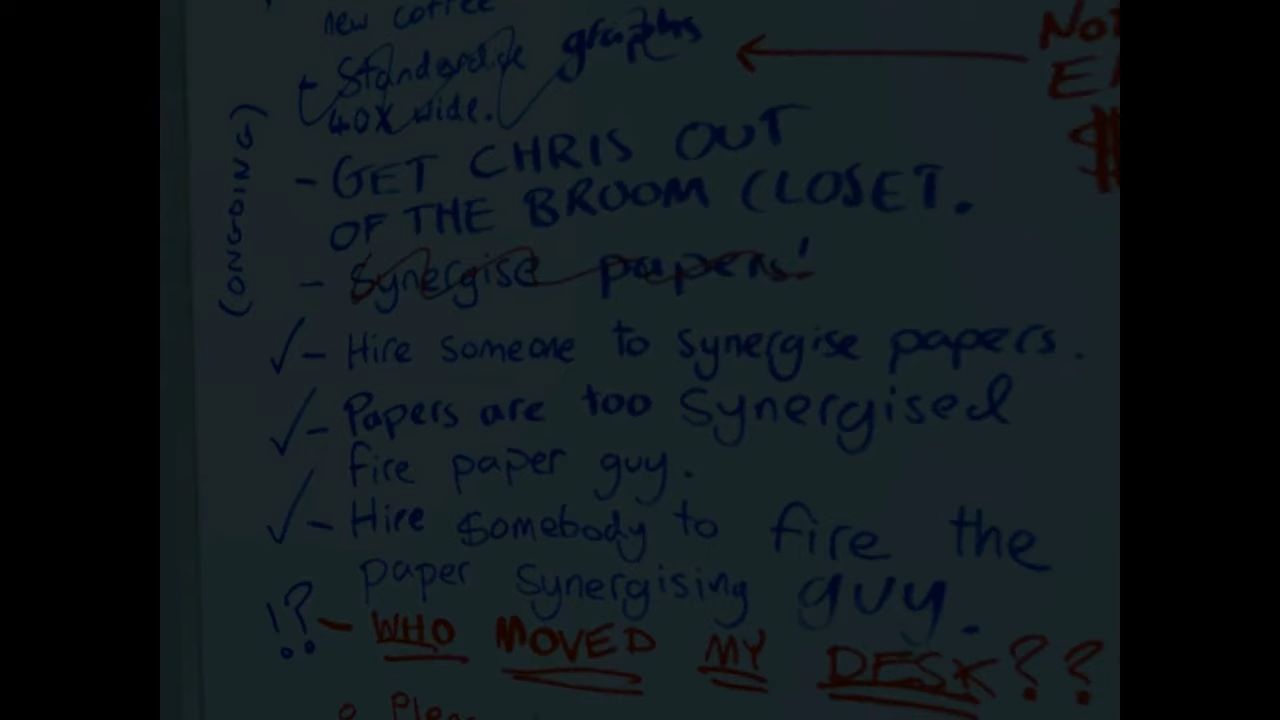 new coffee
- Standardise graphs
40X wide.
NOT
(ONGOING)
- GET CHRIS OUT
OF THE BROOM CLOSET.
- Synergise papers!
✓ - Hire someone to synergise papers.
✓ - Papers are too Synergised
fire paper guy.
✓ - Hire somebody to fire the
paper synergising guy.
!? - WHO MOVED MY DESK??